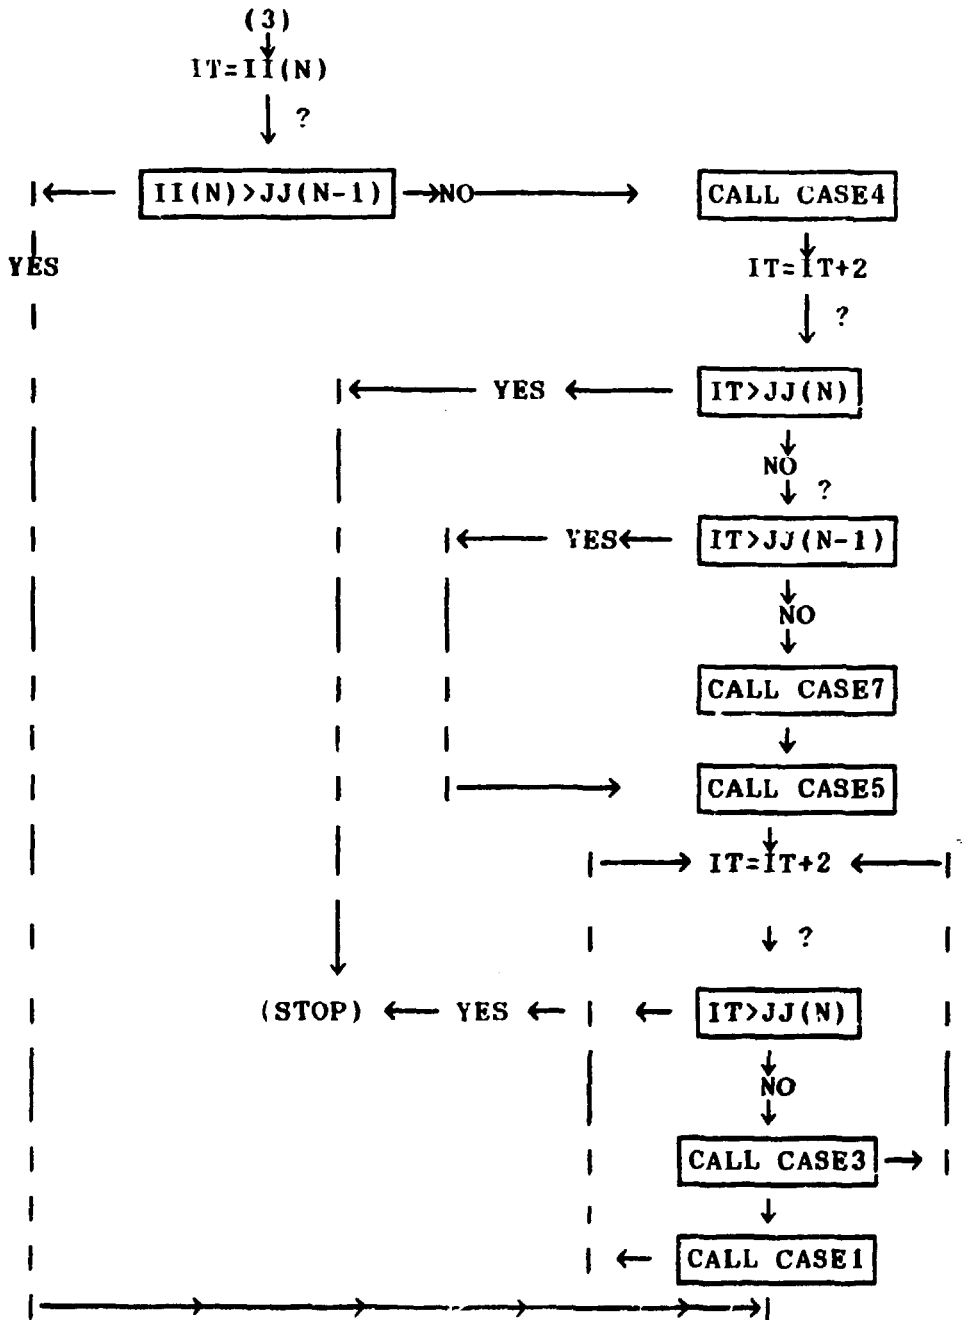 (3)
IT=II(N)
?
II(N)>JJ(N-1) NO CALL CASE4
YES IT=IT+2
?
YES IT>JJ(N)
NO
?
YES IT>JJ(N-1)
NO
CALL CASE7
CALL CASE5
IT=IT+2
?
(STOP) YES IT>JJ(N)
NO
CALL CASE3
CALL CASE1